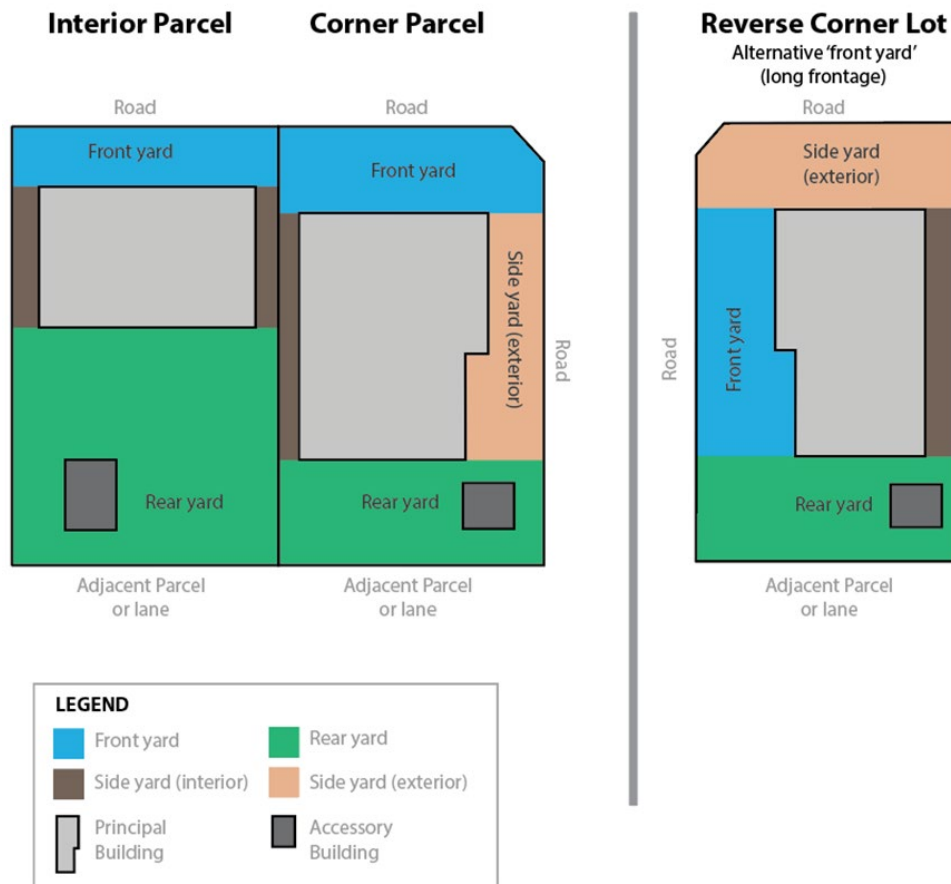 Interior Parcel
Corner Parcel
Reverse Corner Lot
Alternative ‘front yard’
(long frontage)
Road
Road
Road
Front yard
Front yard
Side yard
(exterior)
Side yard (exterior)
Road
Road
Front yard
Rear yard
Rear yard
Rear yard
Adjacent Parcel
or lane
Adjacent Parcel
or lane
Adjacent Parcel
or lane
LEGEND
Front yard
Rear yard
Side yard (interior)
Side yard (exterior)
Principal
Building
Accessory
Building